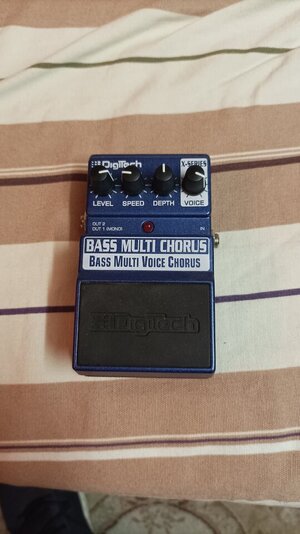 DigiTech
X-SERIES
LEVEL SPEED DEPTH VOICE
OUT 2
OUT 1 (MONO) IN
BASS MULTI CHORUS
BASS MULTI VOICE CHORUS
DigiTech